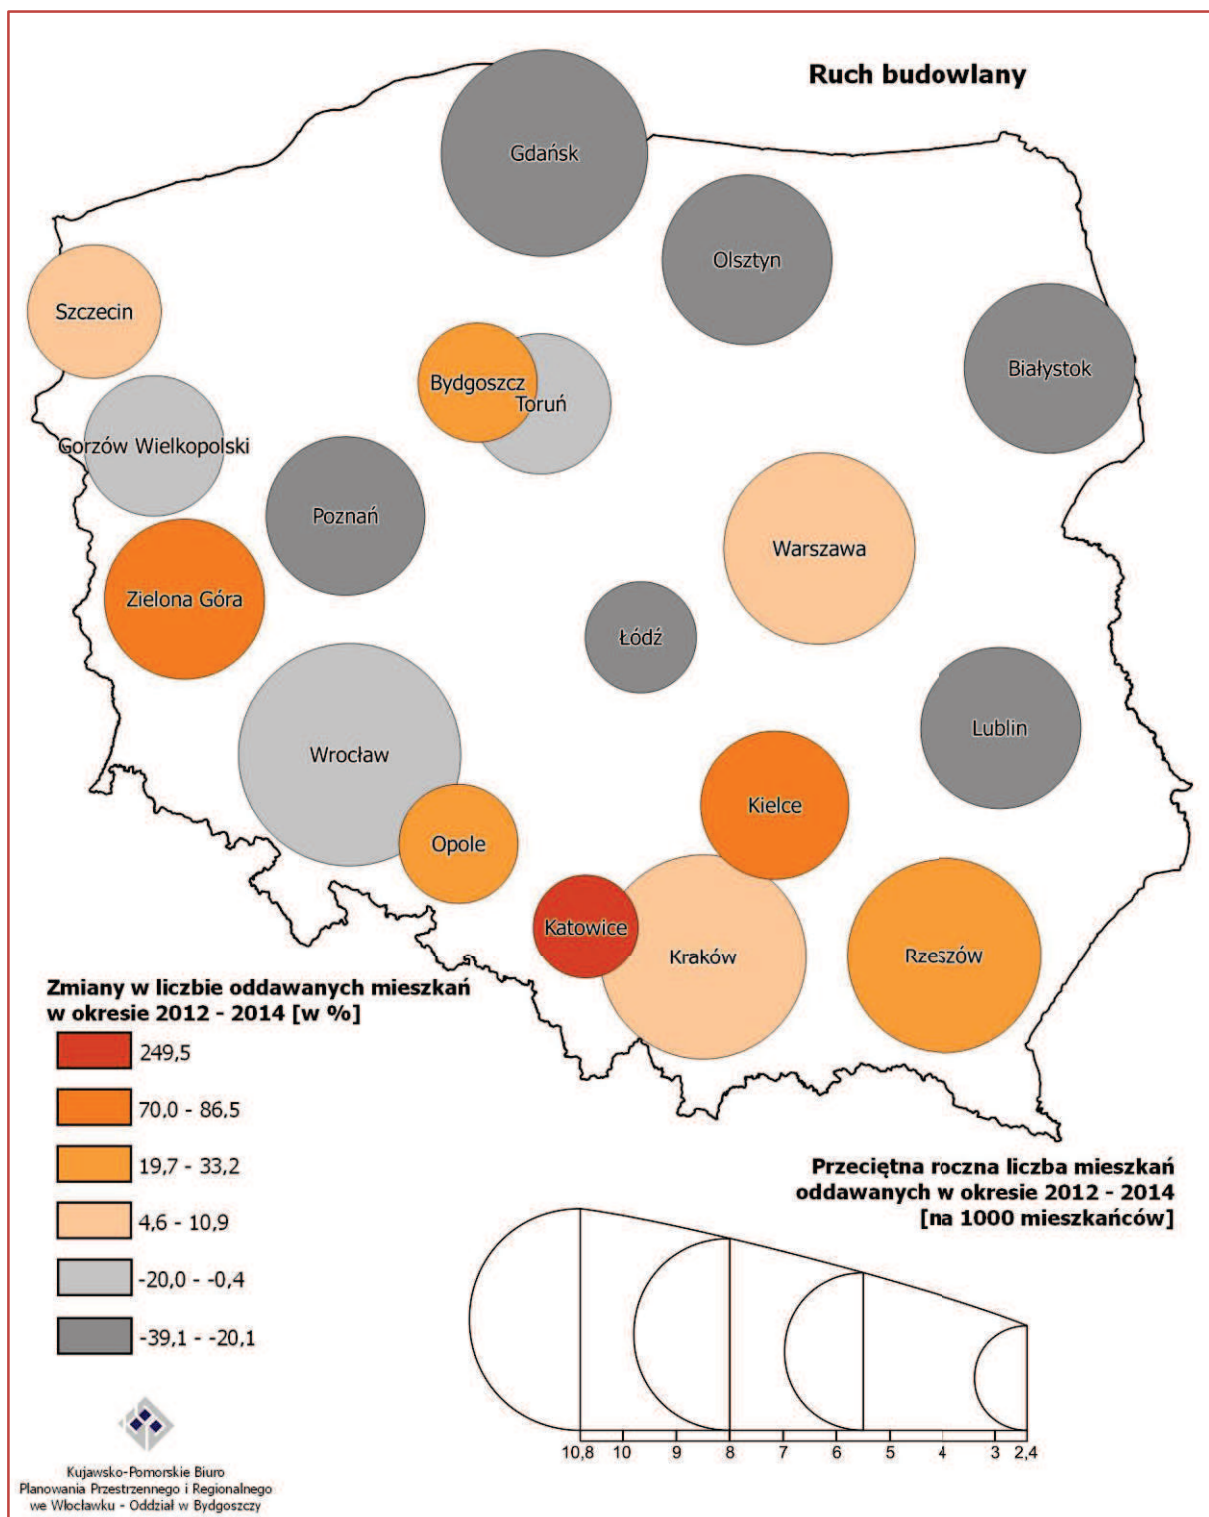 Ruch budowlany
Gdańsk
Olsztyn
Szczecin
Białystok
Bydgoszcz
Toruń
Gorzów Wielkopolski
Poznań
Warszawa
Zielona Góra
Łódź
Lublin
Wrocław
Kielce
Opole
Katowice
Kraków
Rzeszów
Zmiany w liczbie oddawanych mieszkań
w okresie 2012 - 2014 [w %]
249,5
70,0 - 86,5
19,7 - 33,2
4,6 - 10,9
-20,0 - -0,4
-39,1 - -20,1
Przeciętna roczna liczba mieszkań
oddawanych w okresie 2012 - 2014
[na 1000 mieszkańców]
10,8 10 9 8 7 6 5 4 3 2,4
Kujawsko-Pomorskie Biuro
Planowania Przestrzennego i Regionalnego
we Włocławku - Oddział w Bydgoszczy